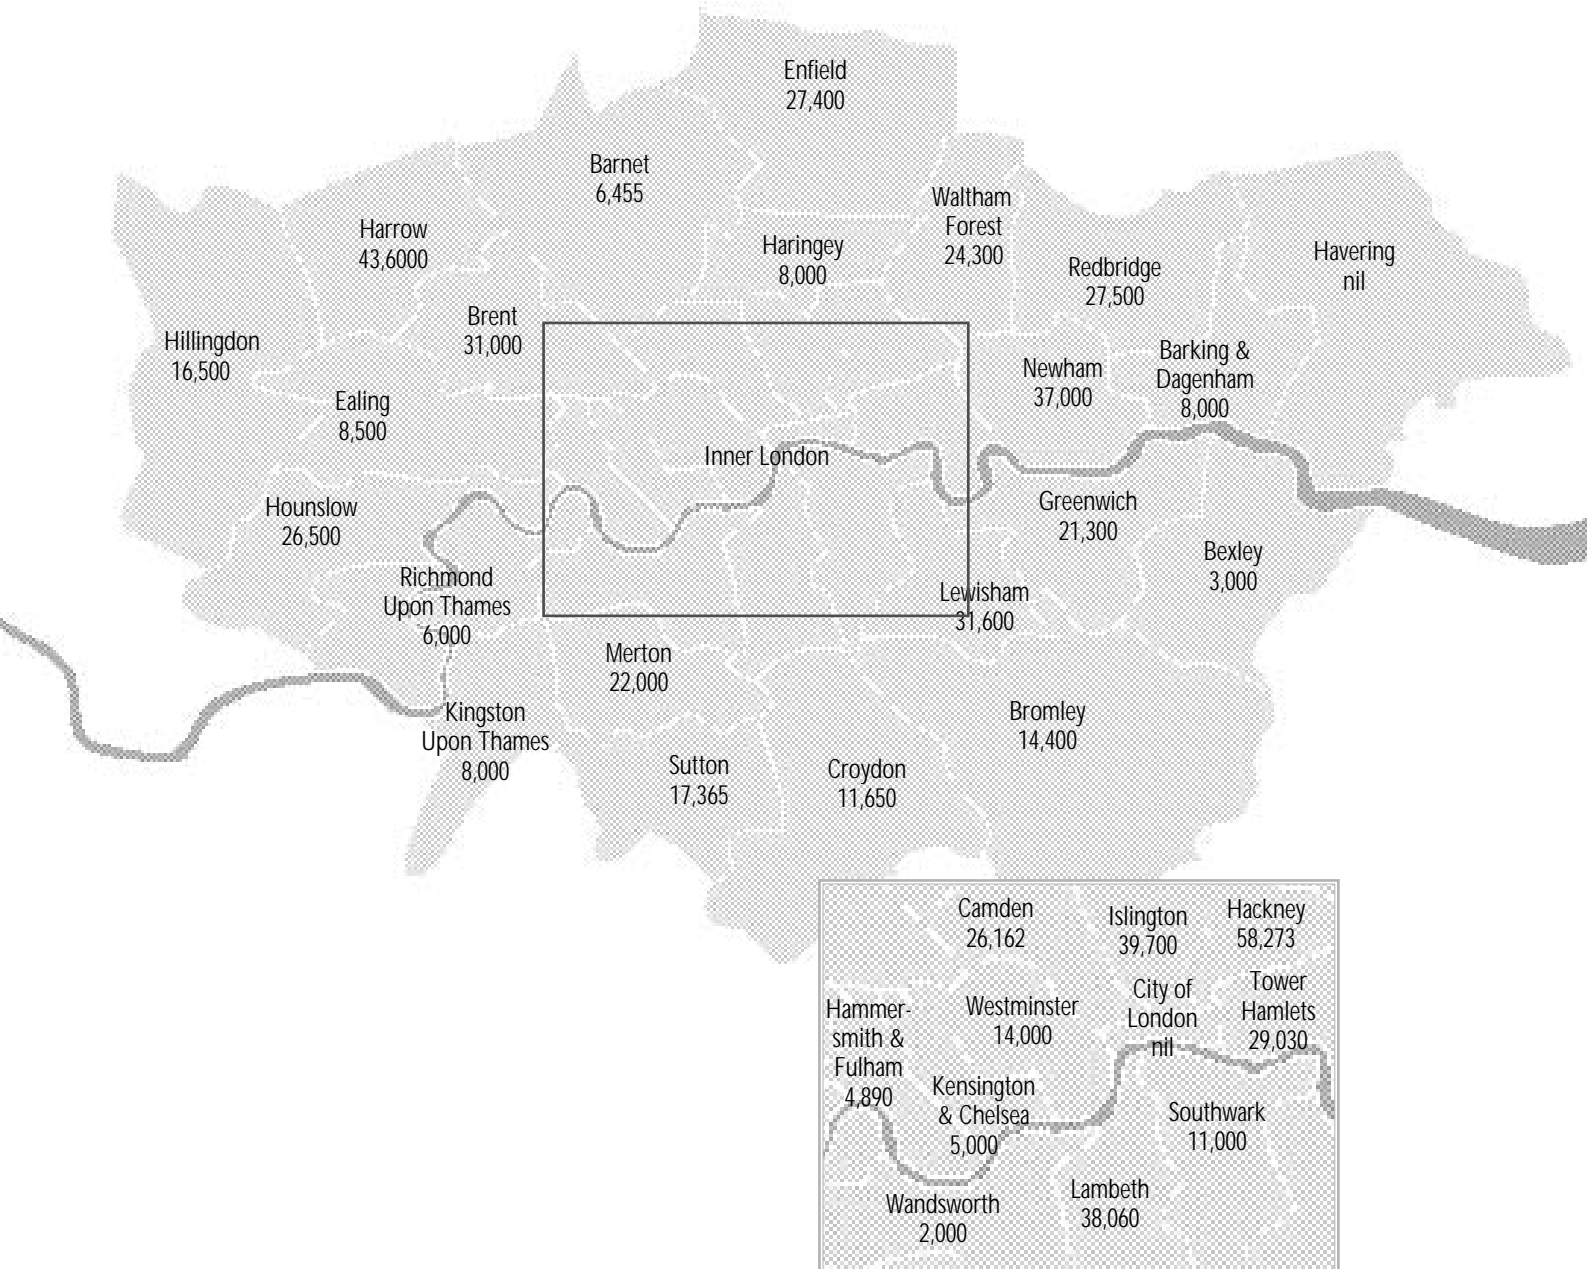 Enfield
27,400
Barnet
6,455
Waltham
Forest
24,300
Harrow
43,6000
Haringey
8,000
Redbridge
27,500
Havering
nil
Brent
31,000
Hillingdon
16,500
Newham
37,000
Barking &
Dagenham
8,000
Ealing
8,500
Inner London
Hounslow
26,500
Greenwich
21,300
Bexley
3,000
Richmond
Upon Thames
6,000
Lewisham
31,600
Merton
22,000
Kingston
Upon Thames
8,000
Bromley
14,400
Sutton
17,365
Croydon
11,650
Camden
26,162
Islington
39,700
Hackney
58,273
Hammer-
smith &
Fulham
4,890
Westminster
14,000
City of
London
nil
Tower
Hamlets
29,030
Kensington
& Chelsea
5,000
Southwark
11,000
Wandsworth
2,000
Lambeth
38,060